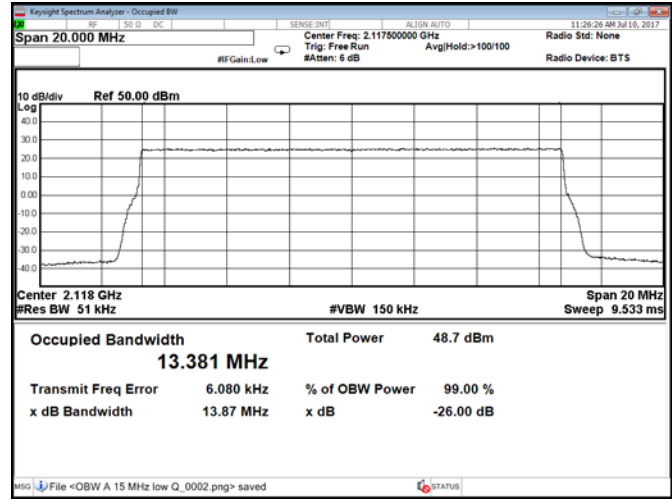 Keysight Spectrum Analyzer - Occupied BW
RF 50 Ω DC SENSE:INT ALIGN AUTO 11:26:26 AM Jul 10, 2017
Span 20.000 MHz Center Freq: 2.117500000 GHz Radio Std: None
Trig: Free Run Avg|Hold:>100/100
#IFGain:Low #Atten: 6 dB Radio Device: BTS
10 dB/div Ref 50.00 dBm
Log
40.0
30.0
20.0
10.0
0.00
-10.0
-20.0
-30.0
-40.0
Center 2.118 GHz Span 20 MHz
#Res BW 51 kHz #VBW 150 kHz Sweep 9.533 ms
Occupied Bandwidth Total Power 48.7 dBm
13.381 MHz
Transmit Freq Error 6.080 kHz % of OBW Power 99.00 %
x dB Bandwidth 13.87 MHz x dB -26.00 dB
MSG File <OBW A 15 MHz low Q_0002.png> saved STATUS